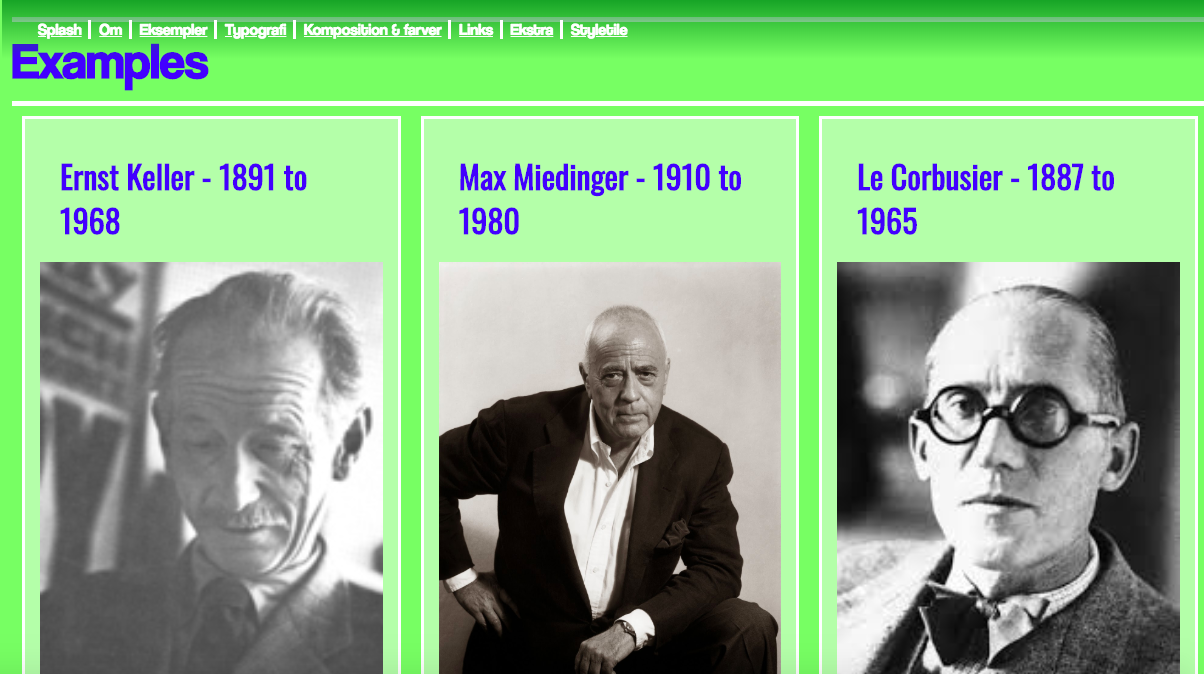 Splash Om Eksempler Typografi Komposition & farver Links Ekstra Styletile
Examples
Ernst Keller - 1891 to
1968
Max Miedinger - 1910 to
1980
Le Corbusier - 1887 to
1965